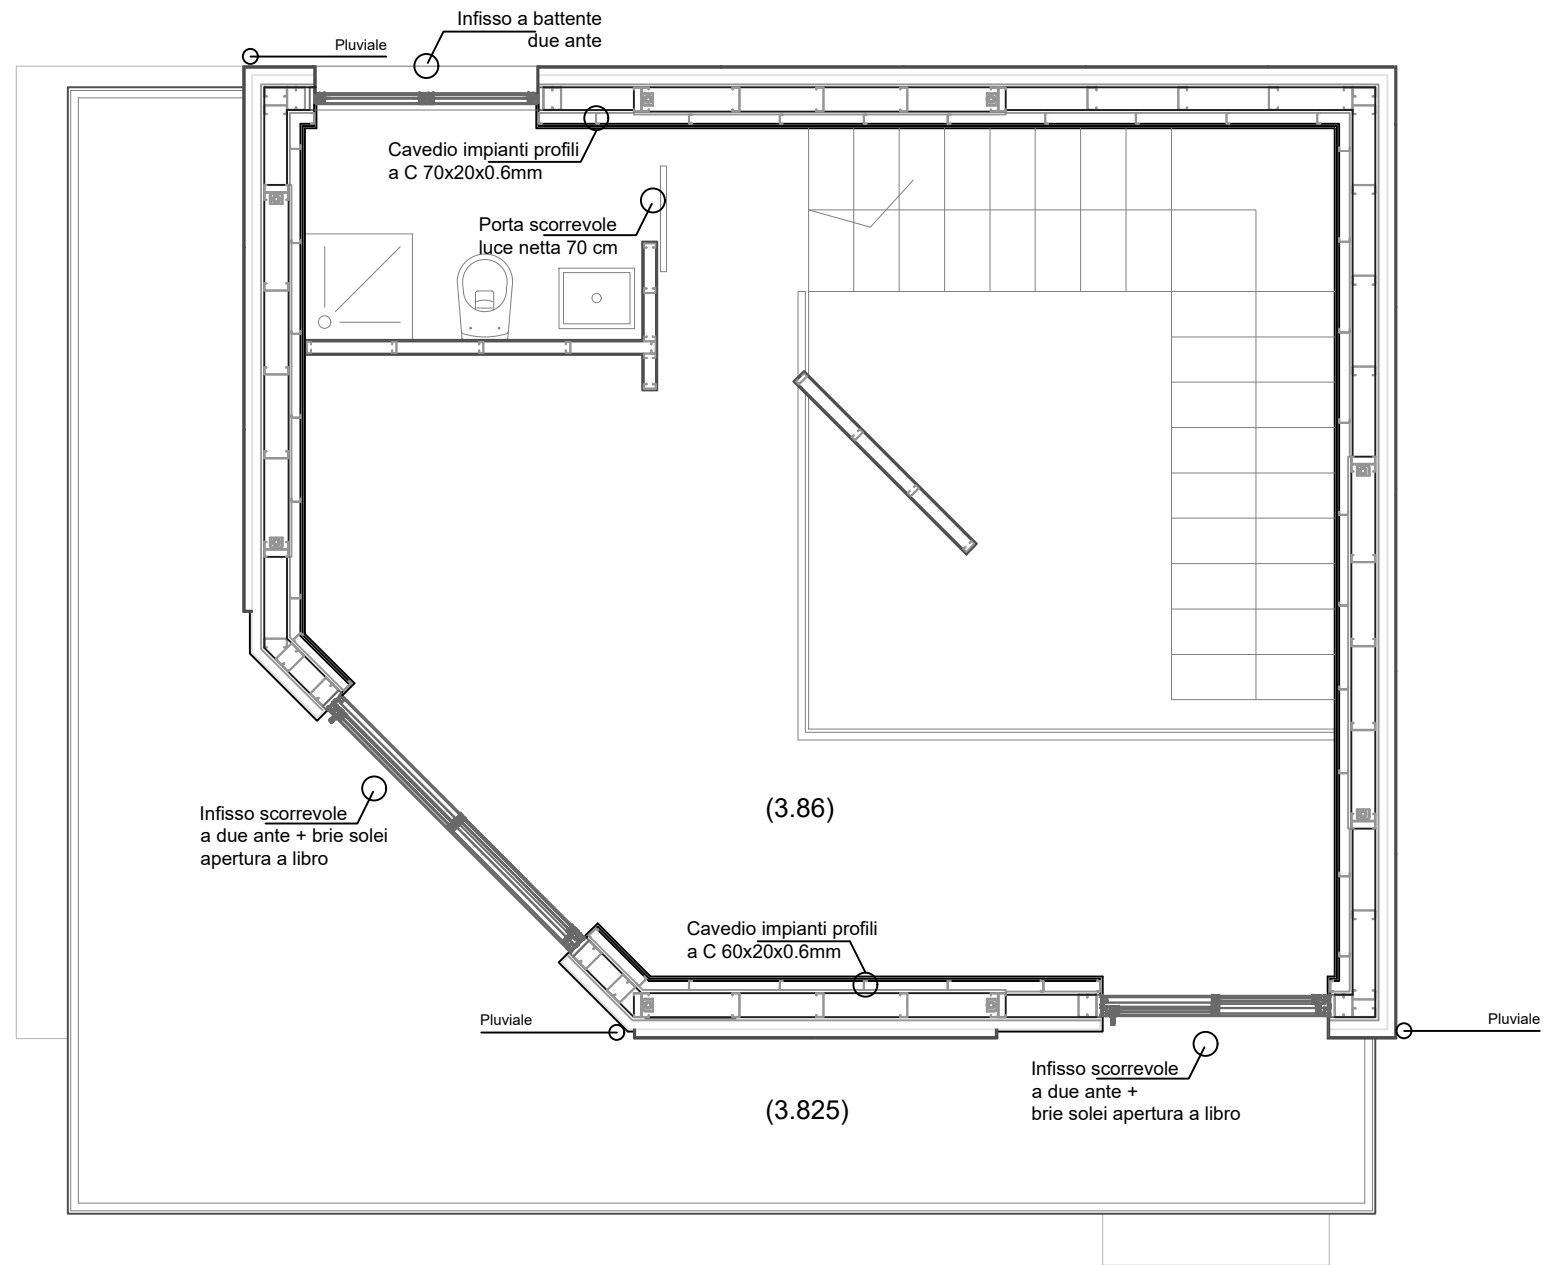 Infisso a battente
due ante
Pluviale
Cavedio impianti profili
a C 70x20x0.6mm
Porta scorrevole
luce netta 70 cm
(3.86)
Infisso scorrevole
a due ante + brie solei
apertura a libro
Cavedio impianti profili
a C 60x20x0.6mm
Pluviale
Pluviale
Infisso scorrevole
a due ante +
brie solei apertura a libro
(3.825)